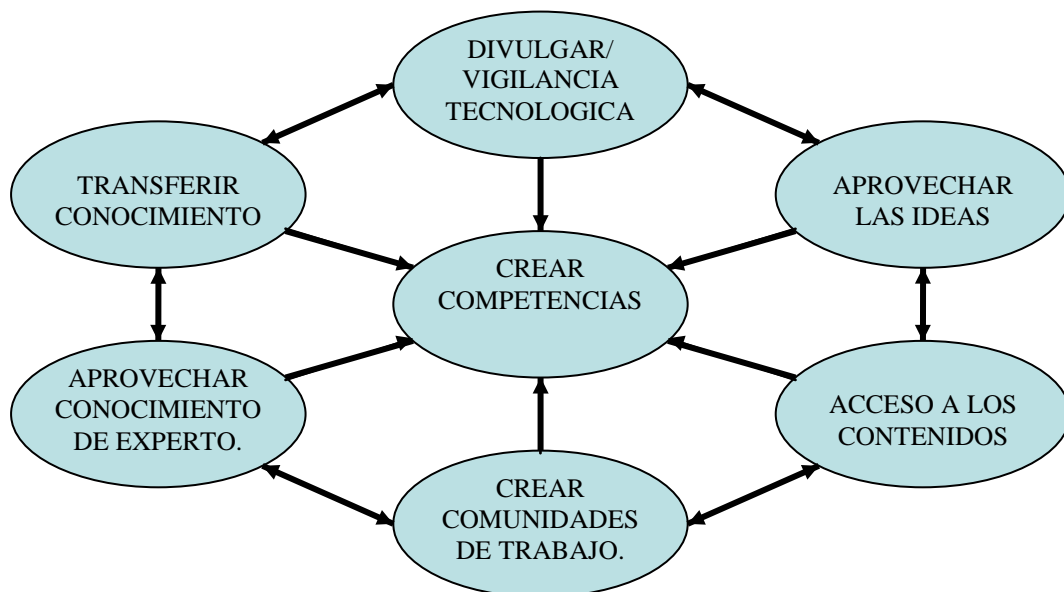 DIVULGAR/
VIGILANCIA
TECNOLOGICA
TRANSFERIR
CONOCIMIENTO
APROVECHAR
LAS IDEAS
CREAR
COMPETENCIAS
APROVECHAR
CONOCIMIENTO
DE EXPERTO.
ACCESO A LOS
CONTENIDOS
CREAR
COMUNIDADES
DE TRABAJO.